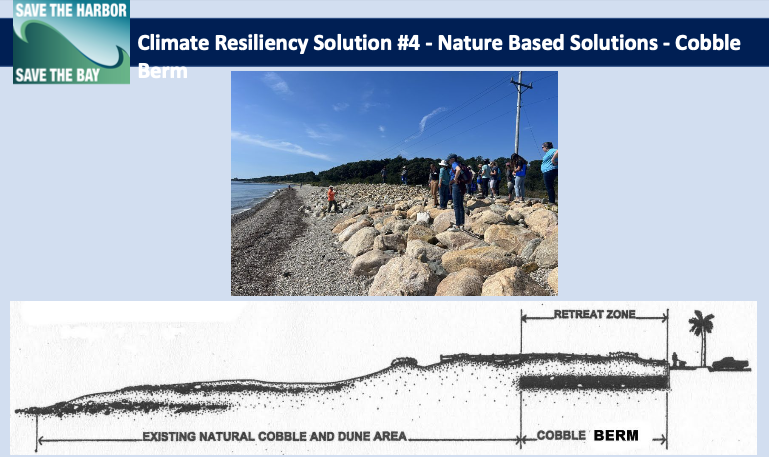 SAVE THE HARBOR
SAVE THE BAY
Climate Resiliency Solution #4 - Nature Based Solutions - Cobble
Berm
RETREAT ZONE
EXISTING NATURAL COBBLE AND DUNE AREA
COBBLE BERM